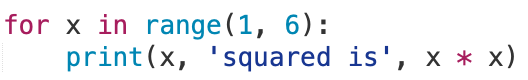 for x in range(1, 6):
    print(x, 'squared is', x * x)